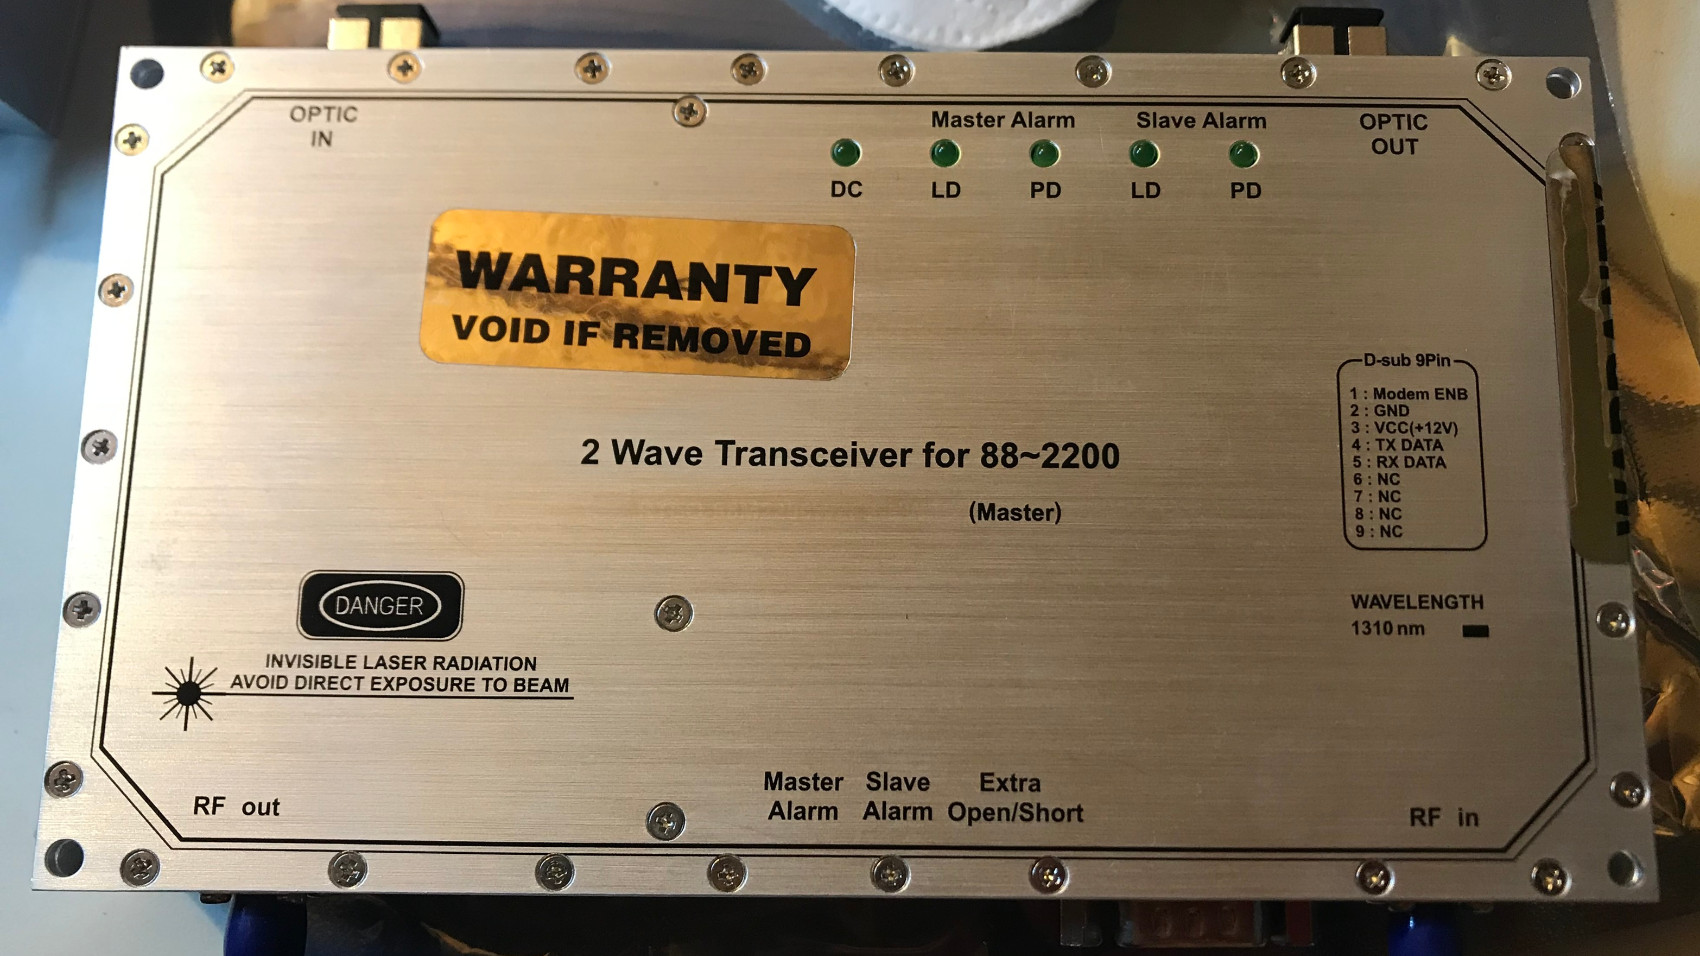 OPTIC
IN
Master Alarm
Slave Alarm
OPTIC
OUT
DC
LD
PD
LD
PD
WARRANTY
VOID IF REMOVED
D-sub 9Pin
1 : Modem ENB
2 : GND
3 : VCC(+12V)
4 : TX DATA
5 : RX DATA
6 : NC
7 : NC
8 : NC
9 : NC
2 Wave Transceiver for 88~2200
(Master)
DANGER
INVISIBLE LASER RADIATION
AVOID DIRECT EXPOSURE TO BEAM
WAVELENGTH
1310 nm
RF out
Master
Alarm
Slave
Alarm
Extra
Open/Short
RF in